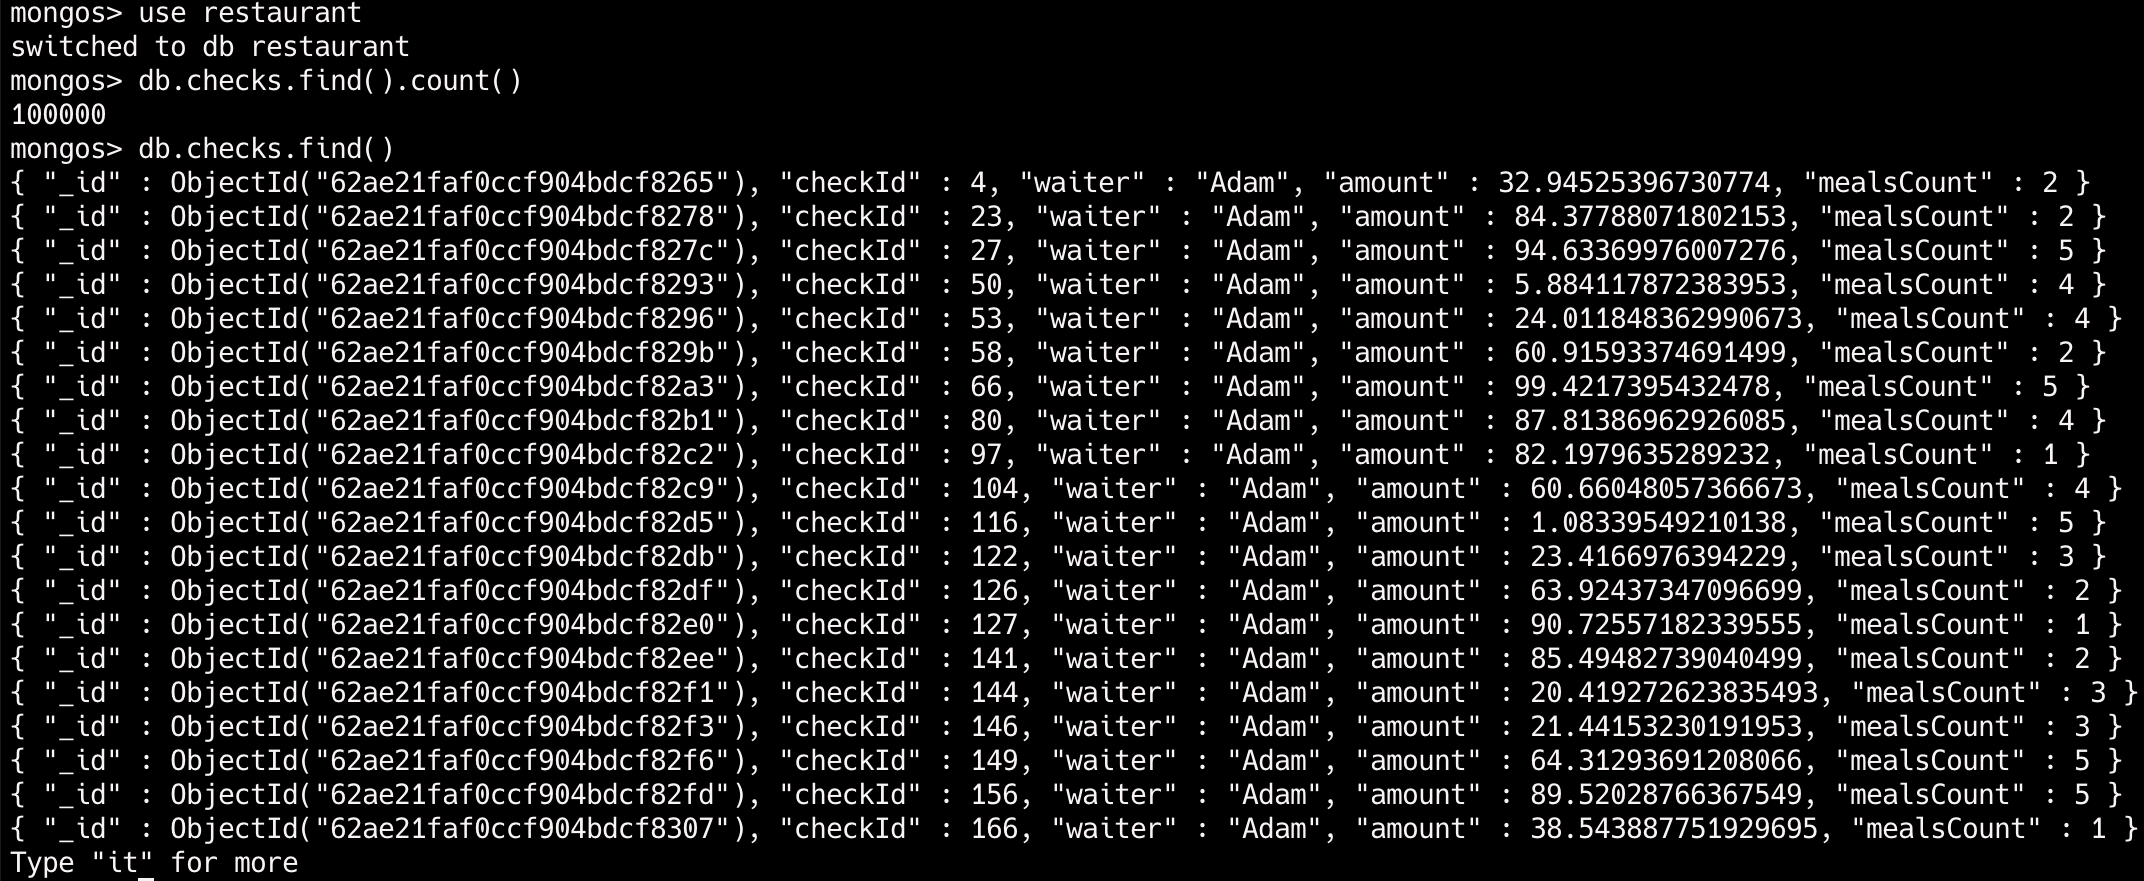 mongos> use restaurant
switched to db restaurant
mongos> db.checks.find().count()
100000
mongos> db.checks.find()
{ "_id" : ObjectId("62ae21faf0ccf904bdcf8265"), "checkId" : 4, "waiter" : "Adam", "amount" : 32.94525396730774, "mealsCount" : 2 }
{ "_id" : ObjectId("62ae21faf0ccf904bdcf8278"), "checkId" : 23, "waiter" : "Adam", "amount" : 84.37788071802153, "mealsCount" : 2 }
{ "_id" : ObjectId("62ae21faf0ccf904bdcf827c"), "checkId" : 27, "waiter" : "Adam", "amount" : 94.63369976007276, "mealsCount" : 5 }
{ "_id" : ObjectId("62ae21faf0ccf904bdcf8293"), "checkId" : 50, "waiter" : "Adam", "amount" : 5.884117872383953, "mealsCount" : 4 }
{ "_id" : ObjectId("62ae21faf0ccf904bdcf8296"), "checkId" : 53, "waiter" : "Adam", "amount" : 24.011848362990673, "mealsCount" : 4 }
{ "_id" : ObjectId("62ae21faf0ccf904bdcf829b"), "checkId" : 58, "waiter" : "Adam", "amount" : 60.91593374691499, "mealsCount" : 2 }
{ "_id" : ObjectId("62ae21faf0ccf904bdcf82a3"), "checkId" : 66, "waiter" : "Adam", "amount" : 99.4217395432478, "mealsCount" : 5 }
{ "_id" : ObjectId("62ae21faf0ccf904bdcf82b1"), "checkId" : 80, "waiter" : "Adam", "amount" : 87.81386962926085, "mealsCount" : 4 }
{ "_id" : ObjectId("62ae21faf0ccf904bdcf82c2"), "checkId" : 97, "waiter" : "Adam", "amount" : 82.1979635289232, "mealsCount" : 1 }
{ "_id" : ObjectId("62ae21faf0ccf904bdcf82c9"), "checkId" : 104, "waiter" : "Adam", "amount" : 60.66048057366673, "mealsCount" : 4 }
{ "_id" : ObjectId("62ae21faf0ccf904bdcf82d5"), "checkId" : 116, "waiter" : "Adam", "amount" : 1.08339549210138, "mealsCount" : 5 }
{ "_id" : ObjectId("62ae21faf0ccf904bdcf82db"), "checkId" : 122, "waiter" : "Adam", "amount" : 23.4166976394229, "mealsCount" : 3 }
{ "_id" : ObjectId("62ae21faf0ccf904bdcf82df"), "checkId" : 126, "waiter" : "Adam", "amount" : 63.92437347096699, "mealsCount" : 2 }
{ "_id" : ObjectId("62ae21faf0ccf904bdcf82e0"), "checkId" : 127, "waiter" : "Adam", "amount" : 90.72557182339555, "mealsCount" : 1 }
{ "_id" : ObjectId("62ae21faf0ccf904bdcf82ee"), "checkId" : 141, "waiter" : "Adam", "amount" : 85.49482739040499, "mealsCount" : 2 }
{ "_id" : ObjectId("62ae21faf0ccf904bdcf82f1"), "checkId" : 144, "waiter" : "Adam", "amount" : 20.419272623835493, "mealsCount" : 3 }
{ "_id" : ObjectId("62ae21faf0ccf904bdcf82f3"), "checkId" : 146, "waiter" : "Adam", "amount" : 21.44153230191953, "mealsCount" : 3 }
{ "_id" : ObjectId("62ae21faf0ccf904bdcf82f6"), "checkId" : 149, "waiter" : "Adam", "amount" : 64.31293691208066, "mealsCount" : 5 }
{ "_id" : ObjectId("62ae21faf0ccf904bdcf82fd"), "checkId" : 156, "waiter" : "Adam", "amount" : 89.52028766367549, "mealsCount" : 5 }
{ "_id" : ObjectId("62ae21faf0ccf904bdcf8307"), "checkId" : 166, "waiter" : "Adam", "amount" : 38.543887751929695, "mealsCount" : 1 }
Type "it" for more